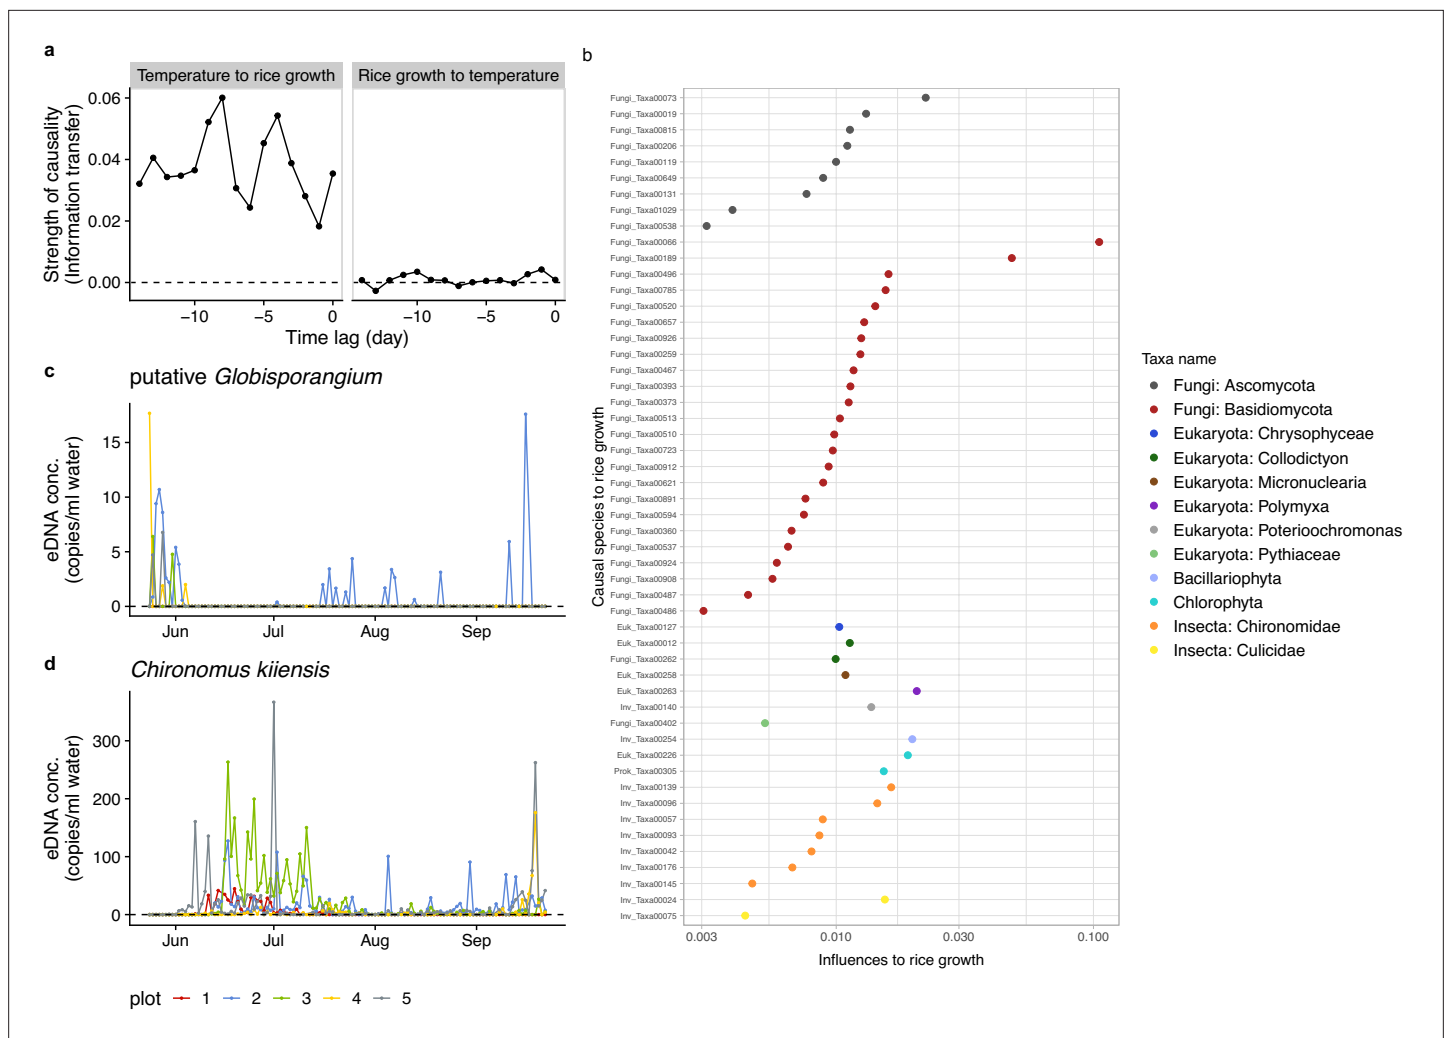 a
Temperature to rice growth
Rice growth to temperature
Strength of causality
(Information transfer)
0.06
0.04
0.02
0.00
−10
−5
0
−10
−5
0
Time lag (day)
c
putative Globisporangium
eDNA conc.
(copies/ml water)
15
10
5
0
Jun
Jul
Aug
Sep
d
Chironomus kiiensis
eDNA conc.
(copies/ml water)
300
200
100
0
Jun
Jul
Aug
Sep
plot
1
2
3
4
5
b
Causal species to rice growth
Fungi_Taxa00073
Fungi_Taxa00019
Fungi_Taxa00815
Fungi_Taxa00206
Fungi_Taxa00119
Fungi_Taxa00649
Fungi_Taxa00131
Fungi_Taxa01029
Fungi_Taxa00538
Fungi_Taxa00066
Fungi_Taxa00189
Fungi_Taxa00496
Fungi_Taxa00785
Fungi_Taxa00520
Fungi_Taxa00657
Fungi_Taxa00926
Fungi_Taxa00259
Fungi_Taxa00467
Fungi_Taxa00393
Fungi_Taxa00373
Fungi_Taxa00513
Fungi_Taxa00510
Fungi_Taxa00723
Fungi_Taxa00912
Fungi_Taxa00621
Fungi_Taxa00891
Fungi_Taxa00594
Fungi_Taxa00360
Fungi_Taxa00537
Fungi_Taxa00924
Fungi_Taxa00908
Fungi_Taxa00487
Fungi_Taxa00486
Euk_Taxa00127
Euk_Taxa00012
Fungi_Taxa00262
Euk_Taxa00258
Euk_Taxa00263
Inv_Taxa00140
Fungi_Taxa00402
Inv_Taxa00254
Euk_Taxa00226
Prok_Taxa00305
Inv_Taxa00139
Inv_Taxa00096
Inv_Taxa00057
Inv_Taxa00093
Inv_Taxa00042
Inv_Taxa00176
Inv_Taxa00145
Inv_Taxa00024
Inv_Taxa00075
0.003
0.010
0.030
0.100
Influences to rice growth
Taxa name
Fungi: Ascomycota
Fungi: Basidiomycota
Eukaryota: Chrysophyceae
Eukaryota: Collodictyon
Eukaryota: Micronuclearia
Eukaryota: Polymyxa
Eukaryota: Poterioochromonas
Eukaryota: Pythiaceae
Bacillariophyta
Chlorophyta
Insecta: Chironomidae
Insecta: Culicidae